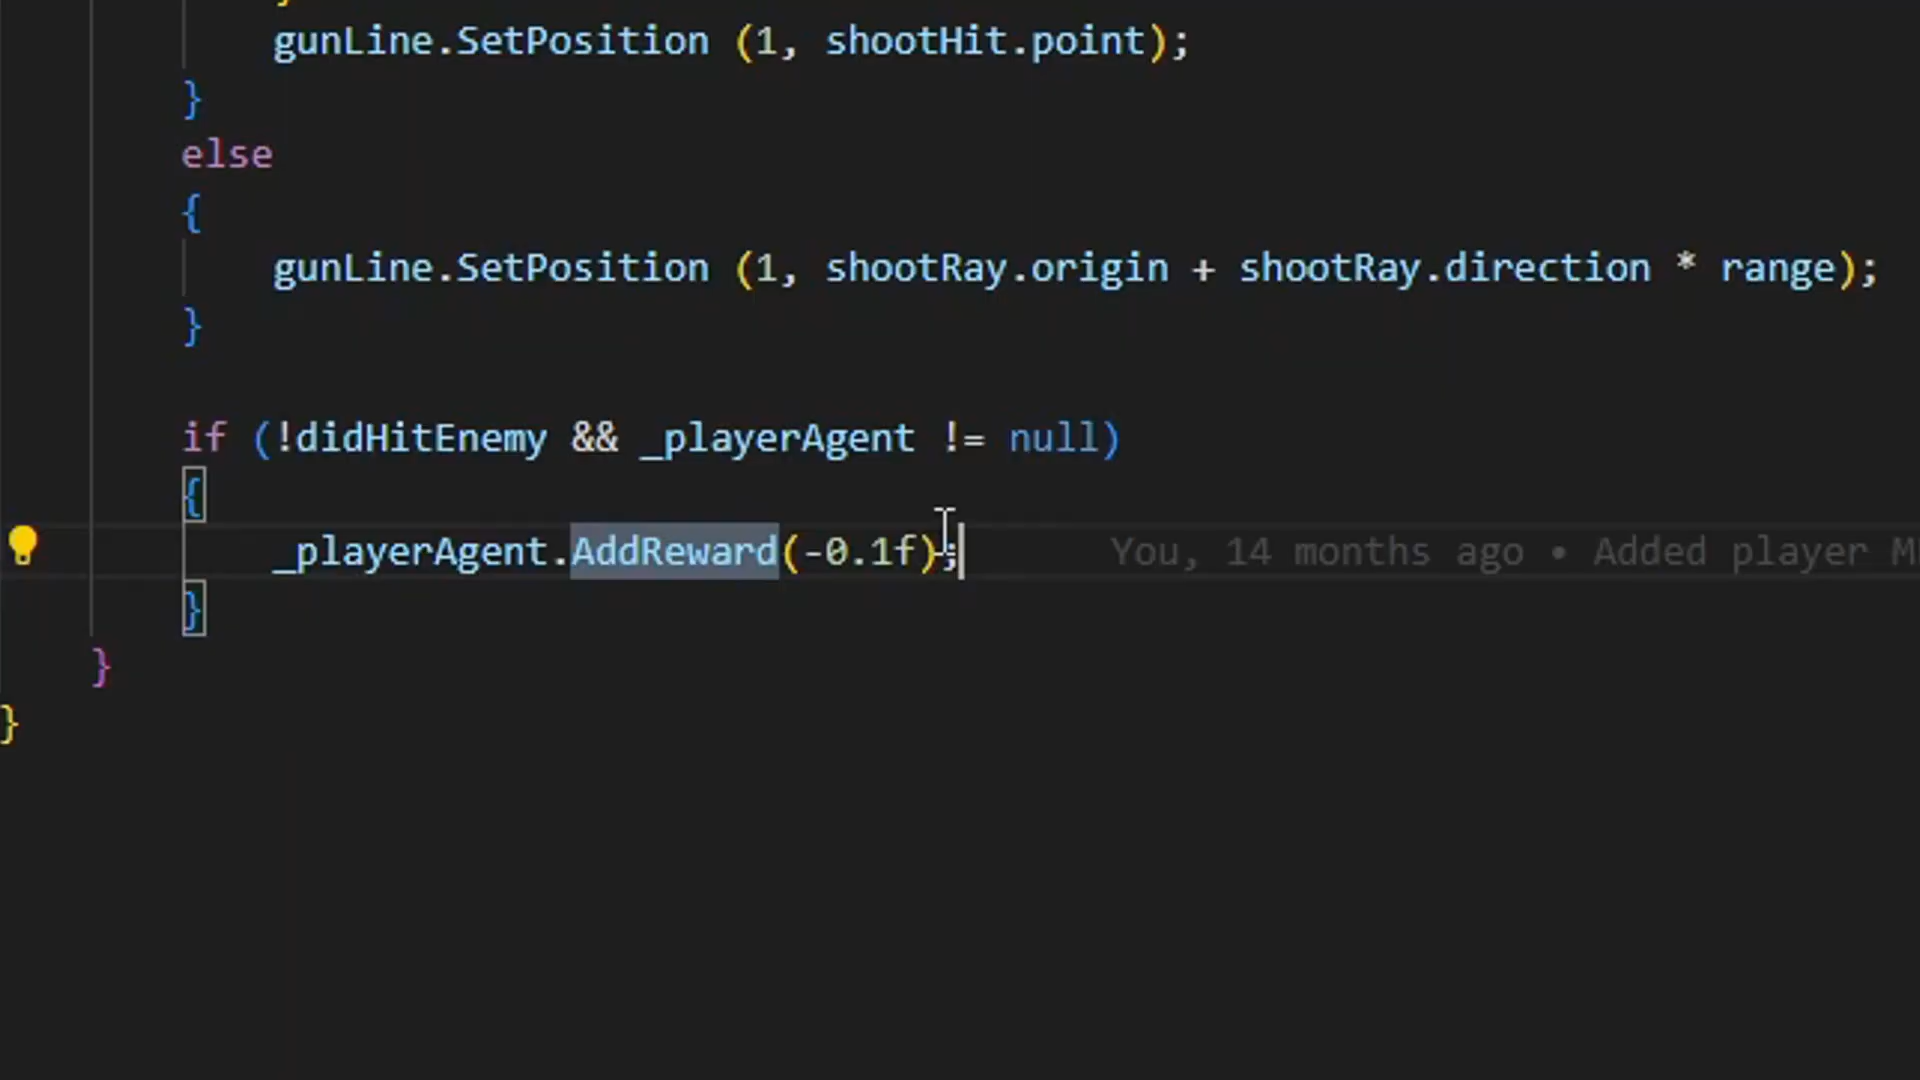 }
gunLine.SetPosition (1, shootHit.point);
}
else
{
gunLine.SetPosition (1, shootRay.origin + shootRay.direction * range);
}
if (!didHitEnemy && _playerAgent != null)
{
_playerAgent.AddReward(-0.1f); You, 14 months ago • Added player M
}
}
}